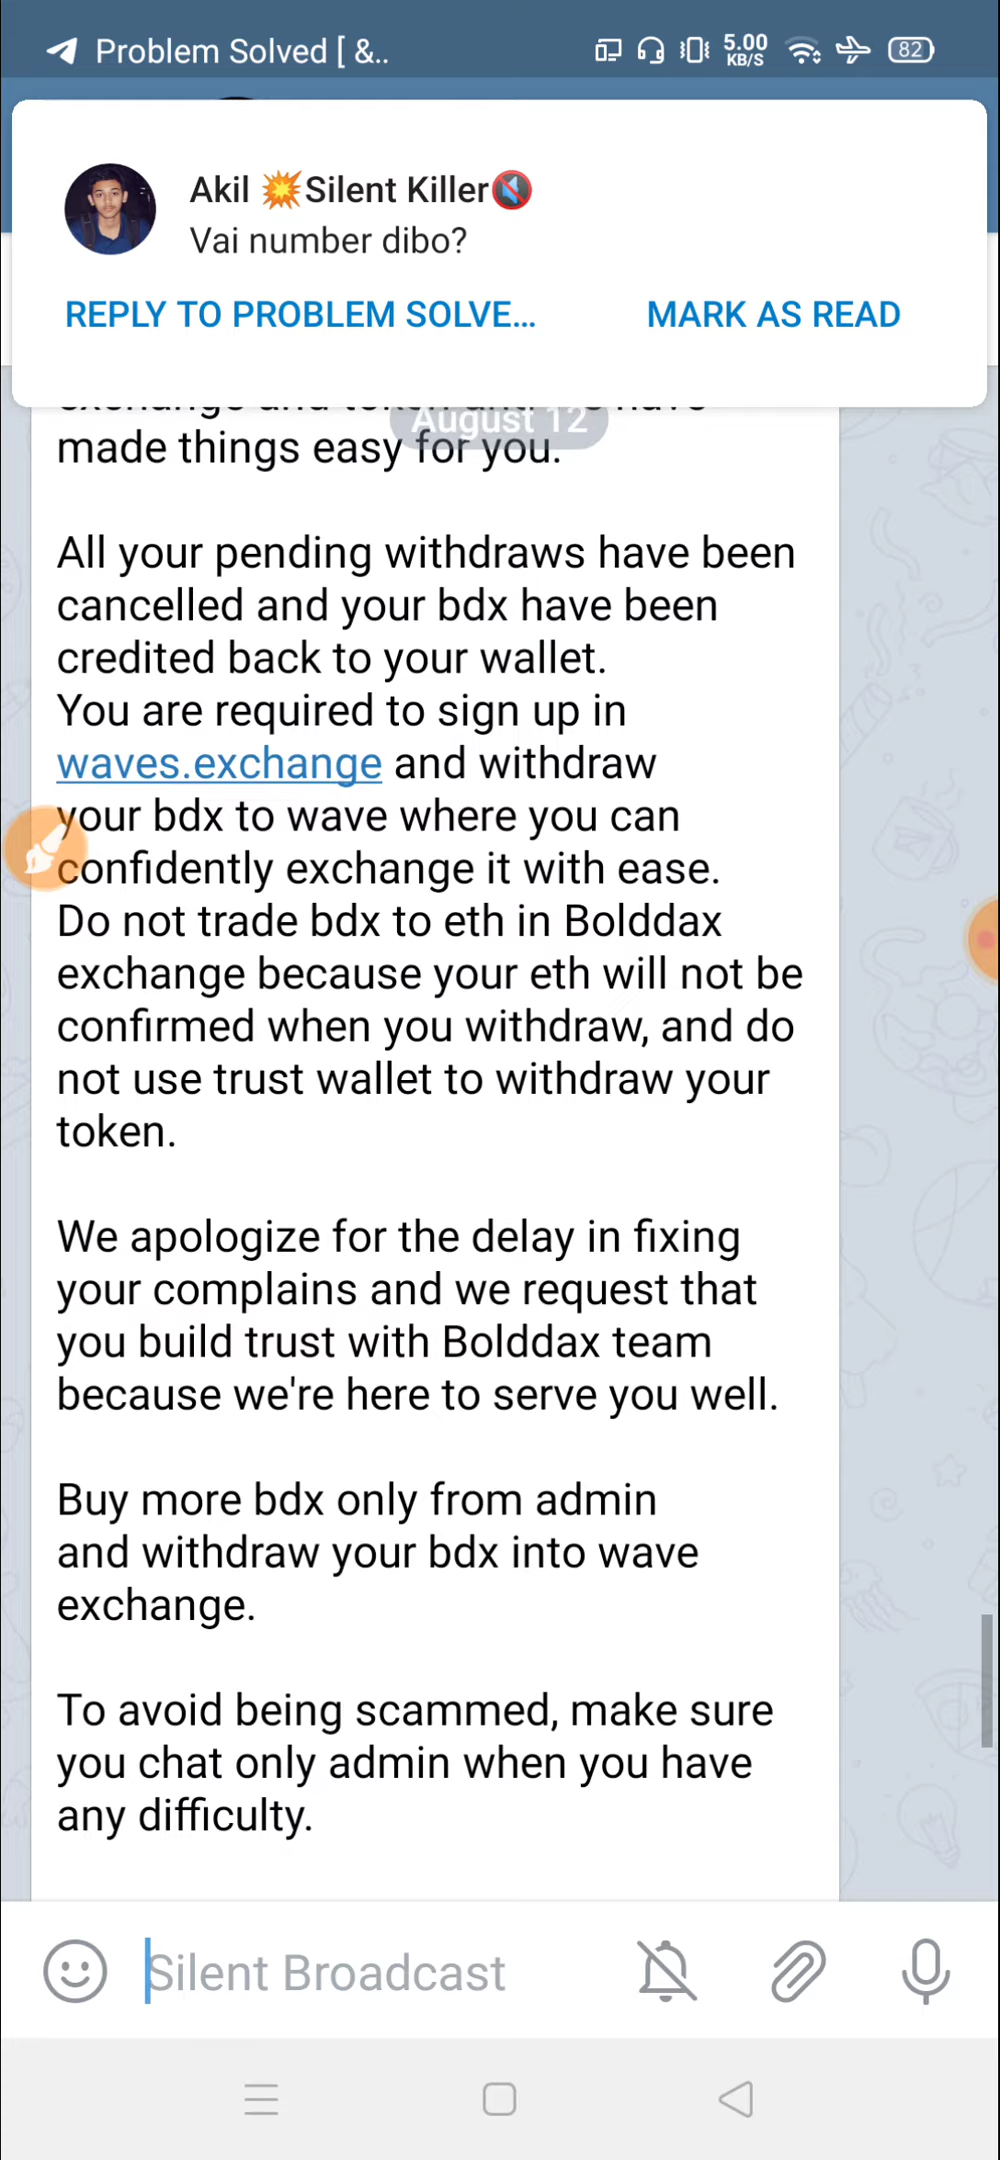 Problem Solved [ &..
5.00
KB/S
82
Akil 💥Silent Killer🔇
Vai number dibo?
REPLY TO PROBLEM SOLVE...
MARK AS READ
August 12
made things easy for you.
All your pending withdraws have been
cancelled and your bdx have been
credited back to your wallet.
You are required to sign up in
waves.exchange and withdraw
your bdx to wave where you can
confidently exchange it with ease.
Do not trade bdx to eth in Bolddax
exchange because your eth will not be
confirmed when you withdraw, and do
not use trust wallet to withdraw your
token.
We apologize for the delay in fixing
your complains and we request that
you build trust with Bolddax team
because we're here to serve you well.
Buy more bdx only from admin
and withdraw your bdx into wave
exchange.
To avoid being scammed, make sure
you chat only admin when you have
any difficulty.
Silent Broadcast